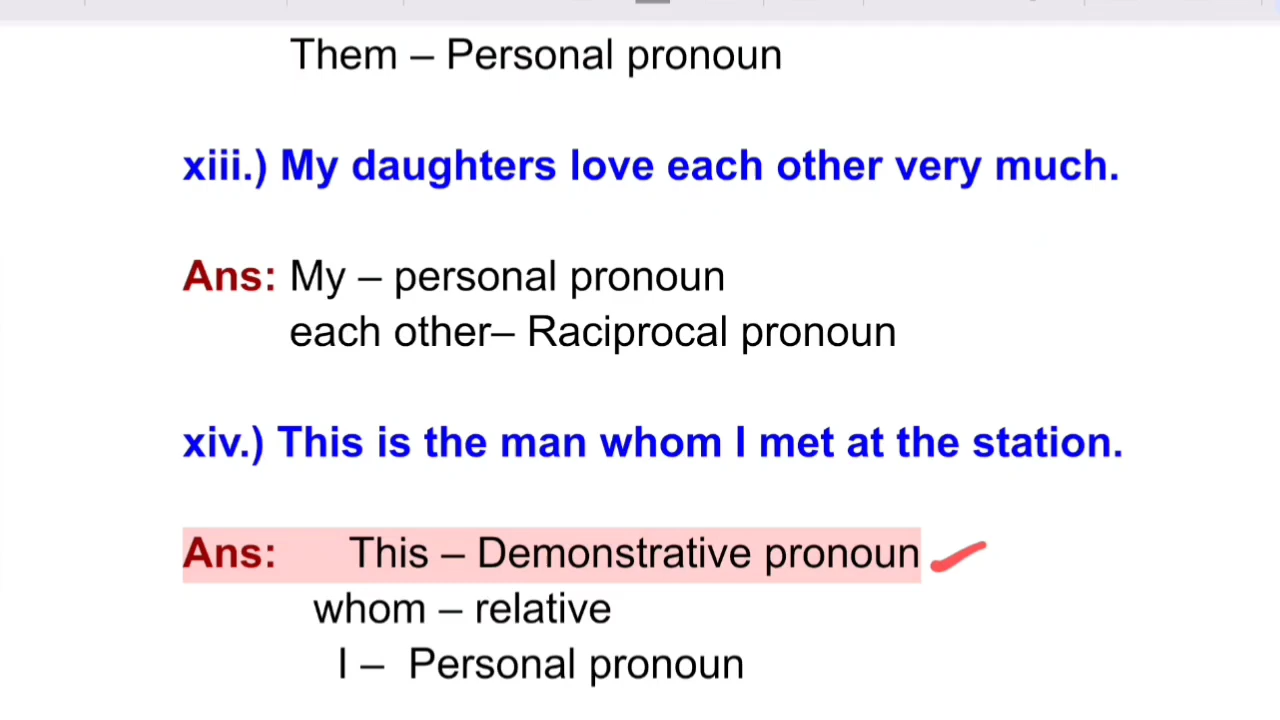 Them – Personal pronoun
xiii.) My daughters love each other very much.
Ans: My – personal pronoun
each other– Raciprocal pronoun
xiv.) This is the man whom I met at the station.
Ans: This – Demonstrative pronoun
whom – relative
I – Personal pronoun